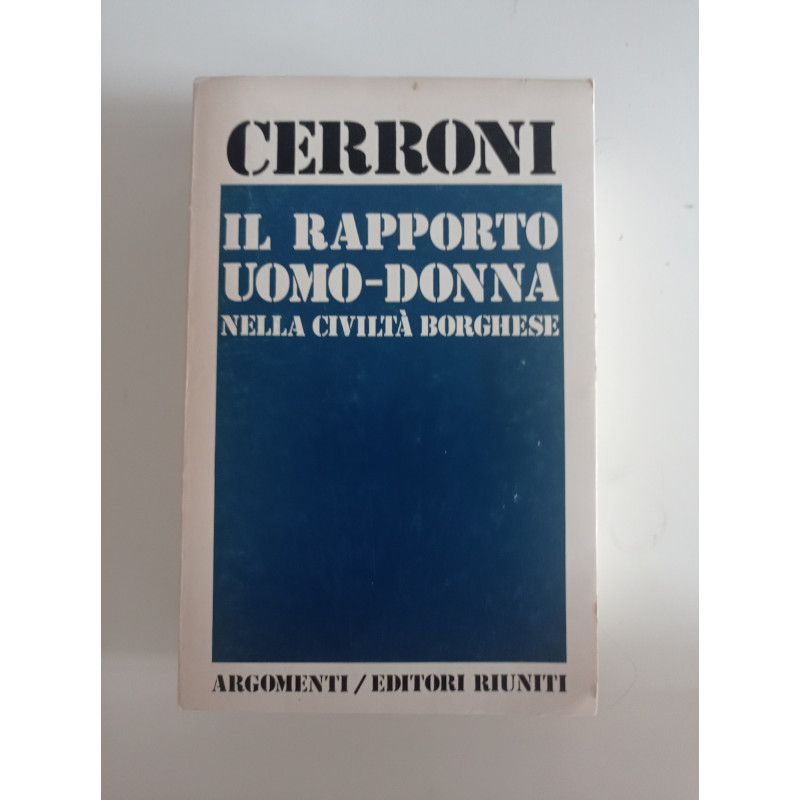 CERRONI
IL RAPPORTO
UOMO-DONNA
NELLA CIVILTÀ BORGHESE
ARGOMENTI / EDITORI RIUNITI